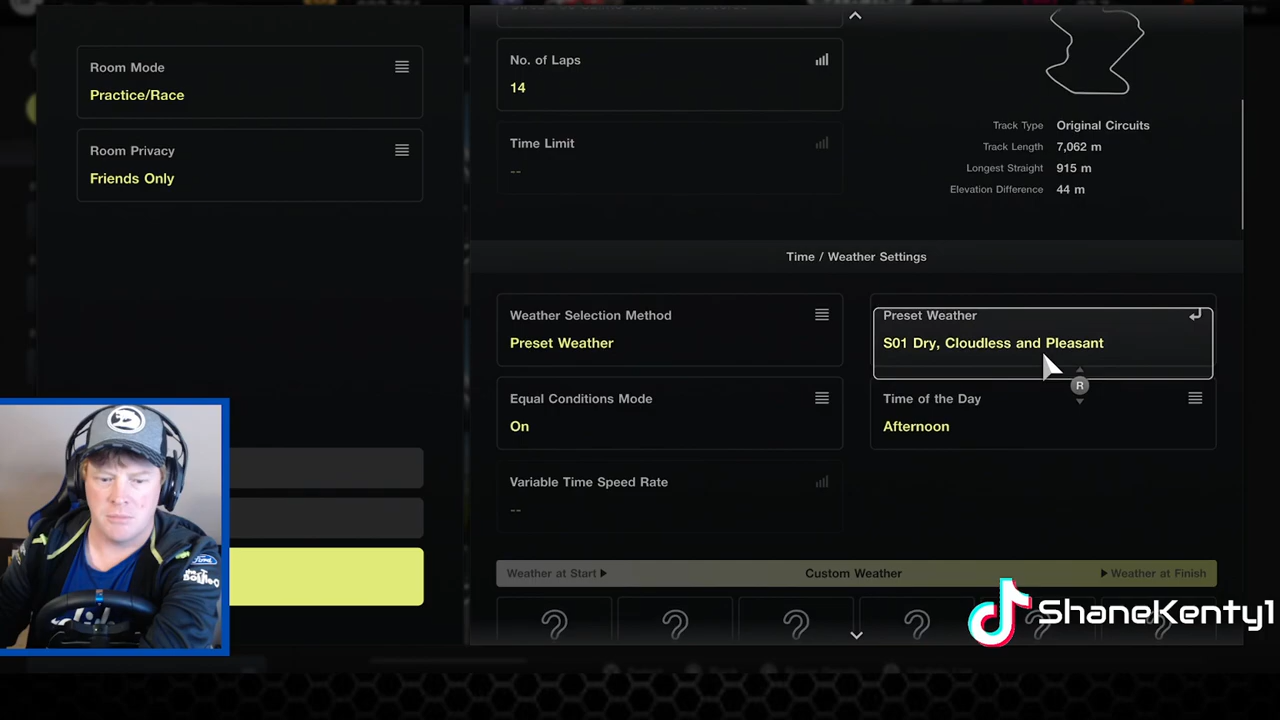 Room Mode
Practice/Race
Room Privacy
Friends Only
No. of Laps
14
Time Limit
--
Track Type Original Circuits
Track Length 7,062 m
Longest Straight 915 m
Elevation Difference 44 m
Time / Weather Settings
Weather Selection Method
Preset Weather
Preset Weather
S01 Dry, Cloudless and Pleasant
R
Equal Conditions Mode
On
Time of the Day
Afternoon
Variable Time Speed Rate
--
Weather at Start Custom Weather Weather at Finish
? ? ? ? ? ?
ShaneKenty1
Ford